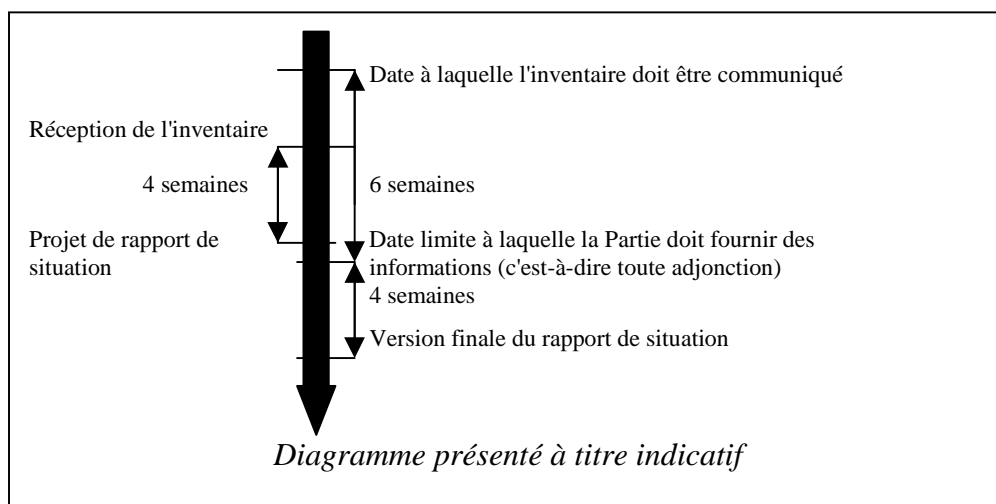 Date à laquelle l'inventaire doit être communiqué
Réception de l'inventaire
4 semaines
6 semaines
Projet de rapport de
situation
Date limite à laquelle la Partie doit fournir des
informations (c'est-à-dire toute adjonction)
4 semaines
Version finale du rapport de situation
Diagramme présenté à titre indicatif